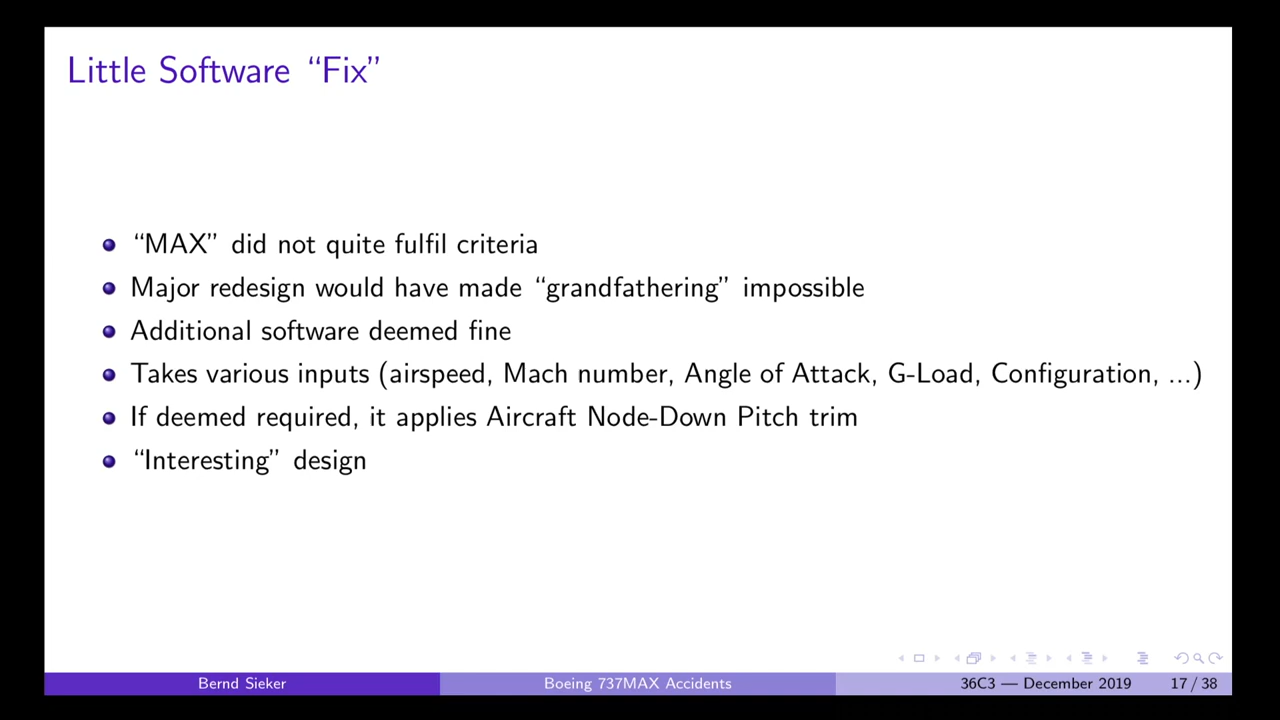 Little Software “Fix”
“MAX” did not quite fulfil criteria
Major redesign would have made “grandfathering” impossible
Additional software deemed fine
Takes various inputs (airspeed, Mach number, Angle of Attack, G-Load, Configuration, ...)
If deemed required, it applies Aircraft Node-Down Pitch trim
“Interesting” design
Bernd Sieker
Boeing 737MAX Accidents
36C3 — December 2019
17 / 38